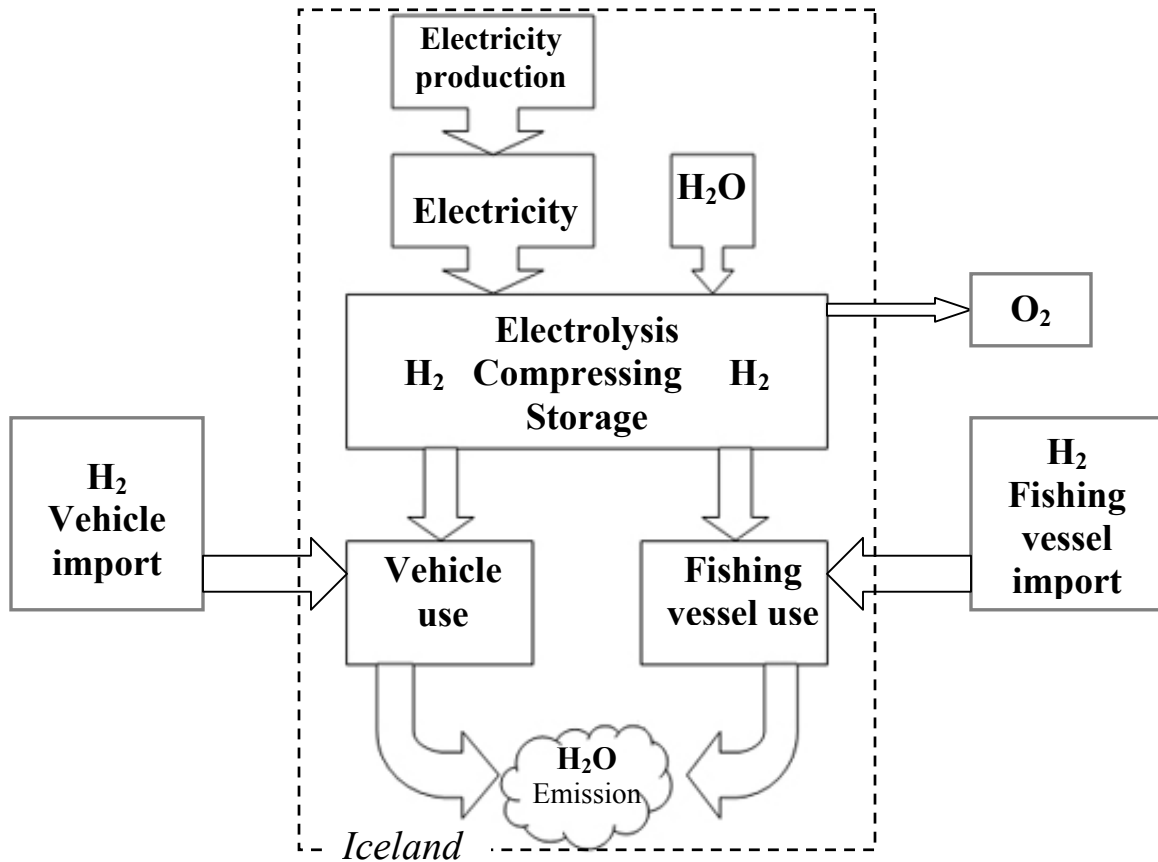 Electricity
production
Electricity
H₂O
Electrolysis
H₂ Compressing H₂
Storage
O₂
H₂
Vehicle
import
H₂
Fishing
vessel
import
Vehicle
use
Fishing
vessel use
H₂O
Emission
Iceland